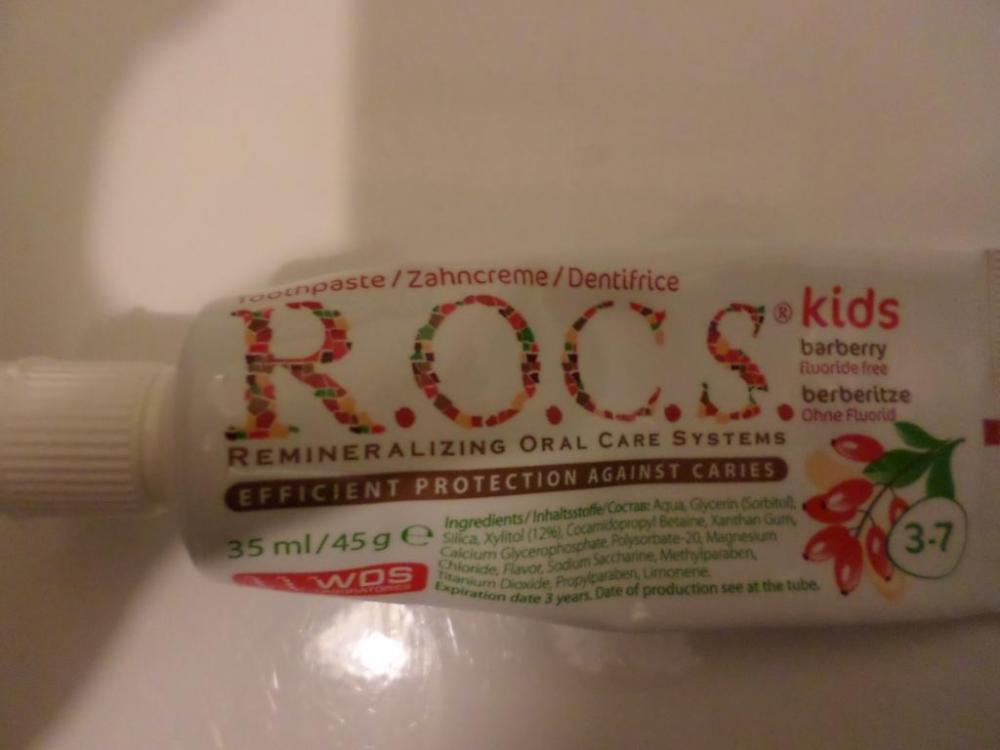 Toothpaste / Zahncreme / Dentifrice
R.O.C.S.® kids
barberry
fluoride free
berberitze
Ohne Fluorid
REMINERALIZING ORAL CARE SYSTEMS
EFFICIENT PROTECTION AGAINST CARIES
35 ml/45 g e
Ingredients/Inhaltsstoffe/Состав: Aqua, Glycerin (Sorbitol),
Silica, Xylitol (12%), Cocamidopropyl Betaine, Xanthan Gum,
Calcium Glycerophosphate, Polysorbate-20, Magnesium
Chloride, Flavor, Sodium Saccharine, Methylparaben,
Titanium Dioxide, Propylparaben, Limonene.
Expiration date 3 years. Date of production see at the tube.
WDS
LABORATORIES
3-7